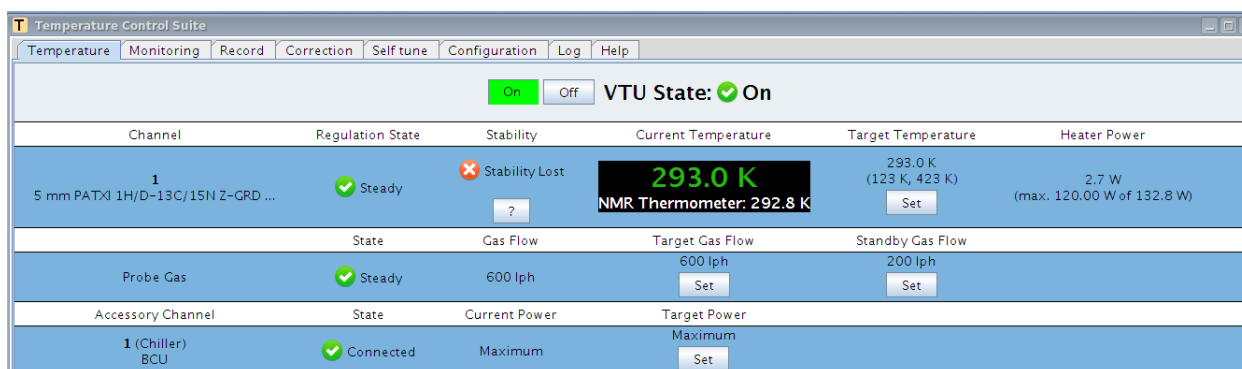 T Temperature Control Suite
Temperature Monitoring Record Correction Self tune Configuration Log Help
On Off VTU State: On
Channel Regulation State Stability Current Temperature Target Temperature Heater Power
1
5 mm PATXI 1H/D-13C/15N Z-GRD ...
Steady
Stability Lost
?
293.0 K
NMR Thermometer: 292.8 K
293.0 K
(123 K, 423 K)
Set
2.7 W
(max. 120.00 W of 132.8 W)
State Gas Flow Target Gas Flow Standby Gas Flow
Probe Gas
Steady
600 lph
600 lph
Set
200 lph
Set
Accessory Channel State Current Power Target Power
1 (Chiller)
BCU
Connected
Maximum
Maximum
Set